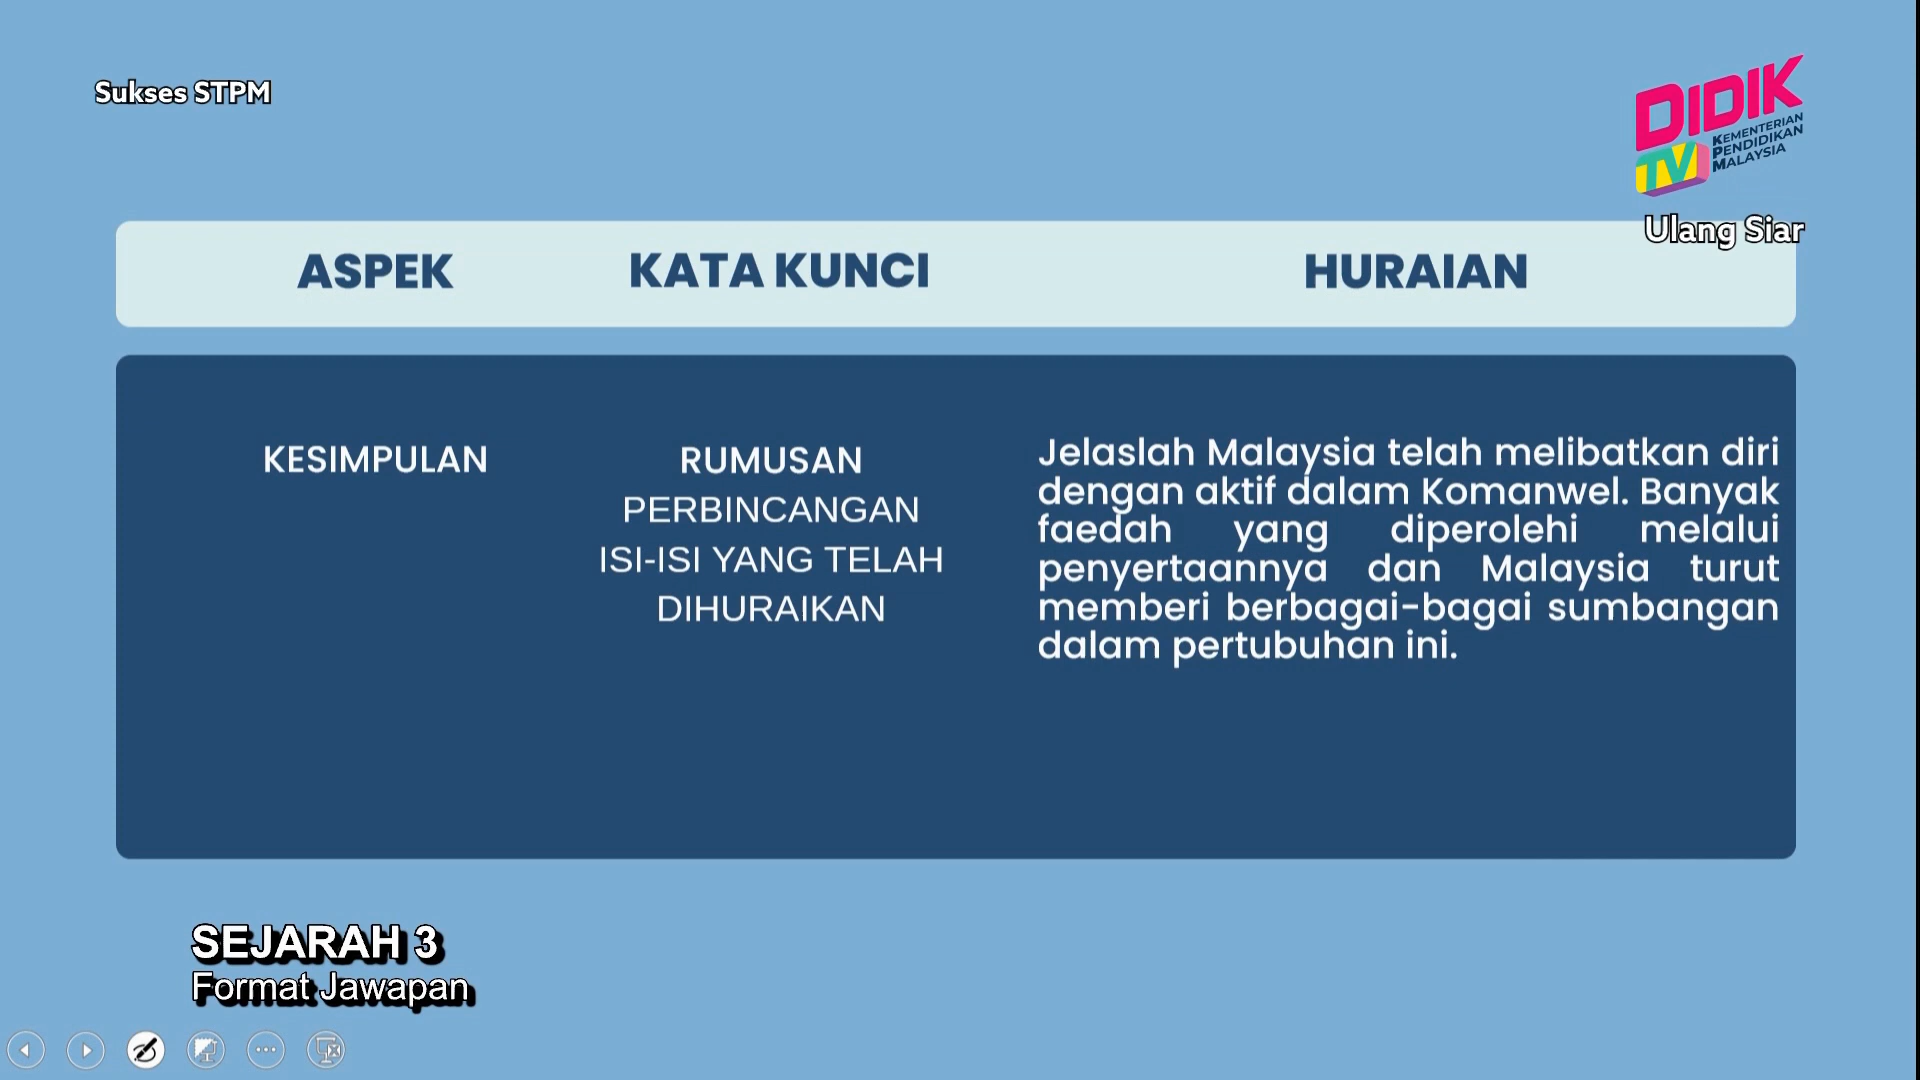 Sukses STPM
DIDIK
TV
KEMENTERIAN
PENDIDIKAN
MALAYSIA
Ulang Siar
ASPEK
KATA KUNCI
HURAIAN
KESIMPULAN
RUMUSAN
PERBINCANGAN
ISI-ISI YANG TELAH
DIHURAIKAN
Jelaslah Malaysia telah melibatkan diri
dengan aktif dalam Komanwel. Banyak
faedah yang diperolehi melalui
penyertaannya dan Malaysia turut
memberi berbagai-bagai sumbangan
dalam pertubuhan ini.
SEJARAH 3
Format Jawapan